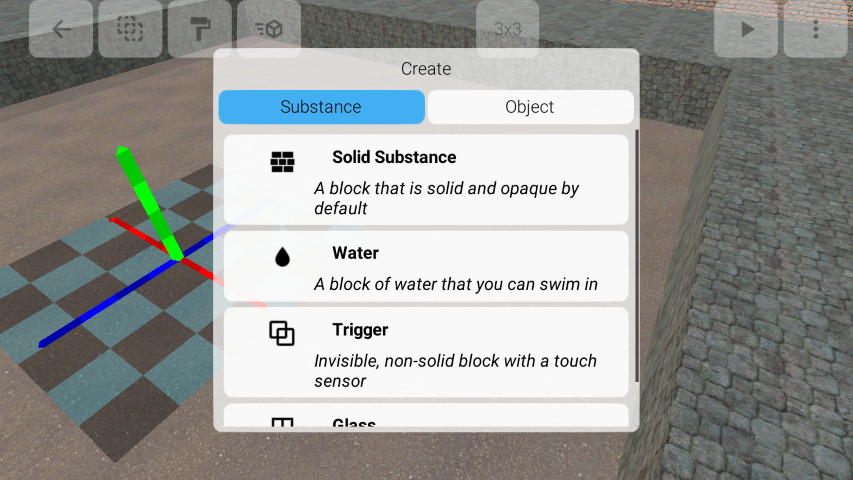 3x3
Create
Substance
Object
Solid Substance
A block that is solid and opaque by
default
Water
A block of water that you can swim in
Trigger
Invisible, non-solid block with a touch
sensor
Glass